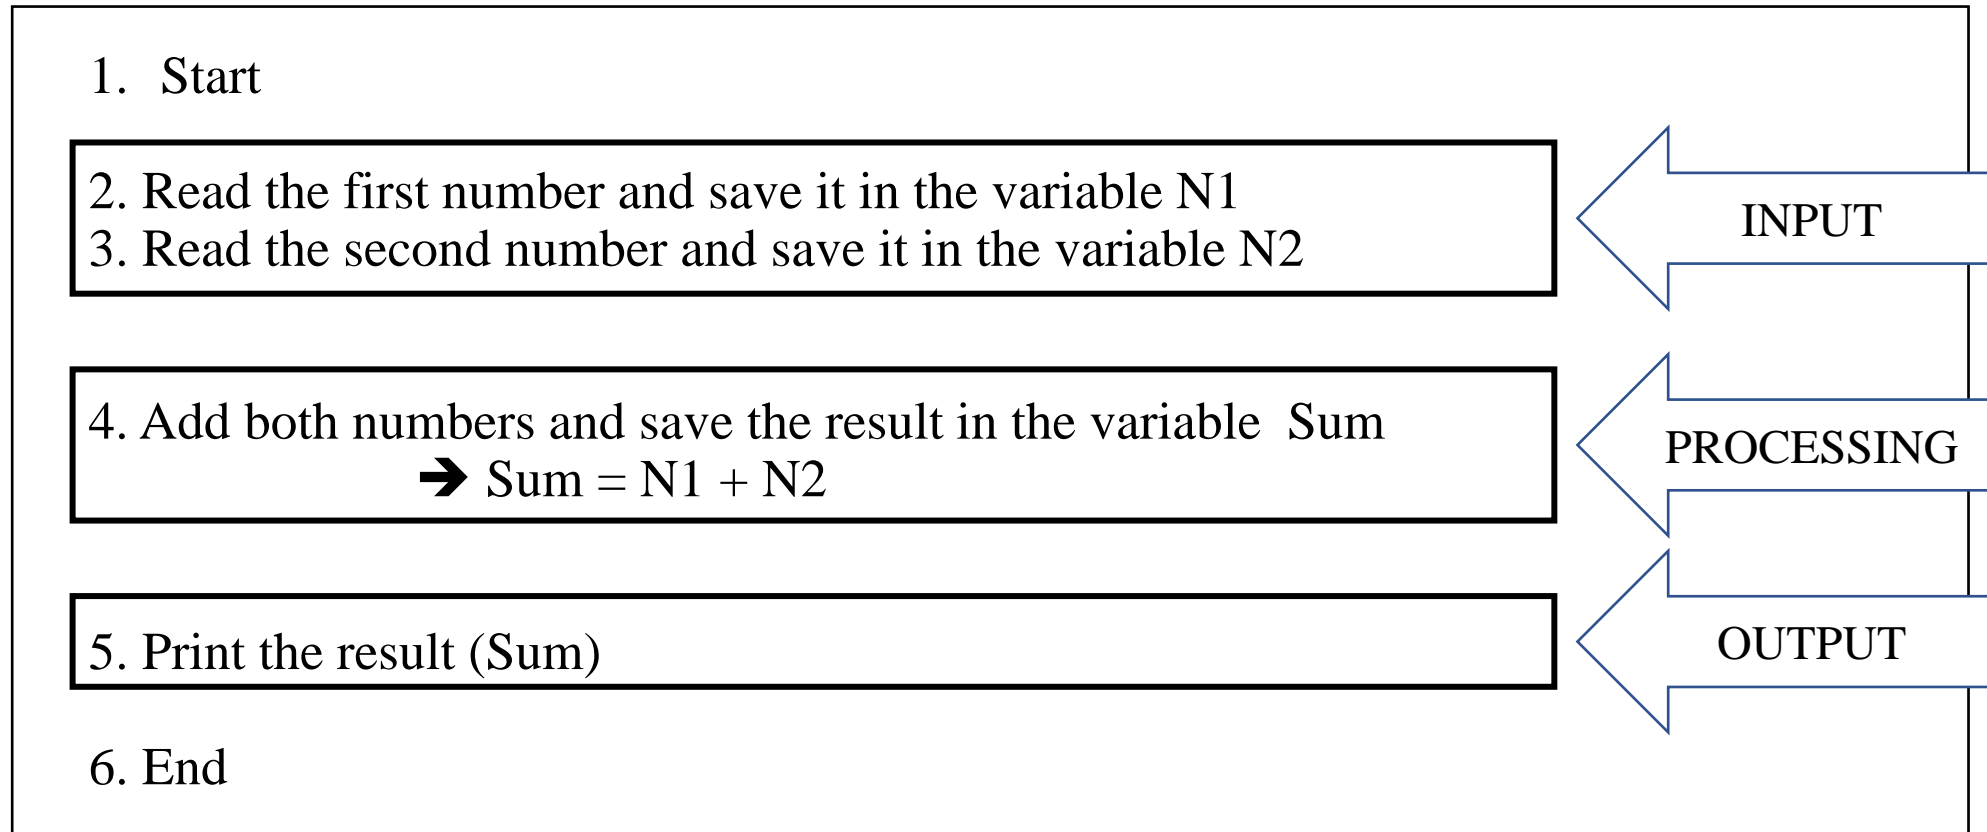 1. Start
2. Read the first number and save it in the variable N1
3. Read the second number and save it in the variable N2
INPUT
4. Add both numbers and save the result in the variable  Sum
➔ Sum = N1 + N2
PROCESSING
5. Print the result (Sum)
OUTPUT
6. End